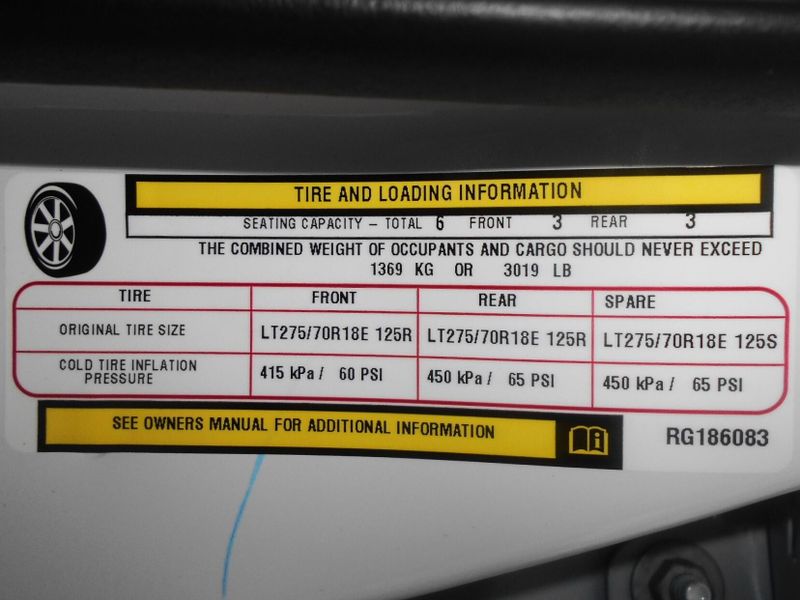 TIRE AND LOADING INFORMATION
SEATING CAPACITY – TOTAL 6 FRONT 3 REAR 3
THE COMBINED WEIGHT OF OCCUPANTS AND CARGO SHOULD NEVER EXCEED
1369 KG OR 3019 LB
TIRE FRONT REAR SPARE
ORIGINAL TIRE SIZE LT275/70R18E 125R LT275/70R18E 125R LT275/70R18E 125S
COLD TIRE INFLATION
PRESSURE 415 kPa / 60 PSI 450 kPa / 65 PSI 450 kPa / 65 PSI
SEE OWNERS MANUAL FOR ADDITIONAL INFORMATION
RG186083